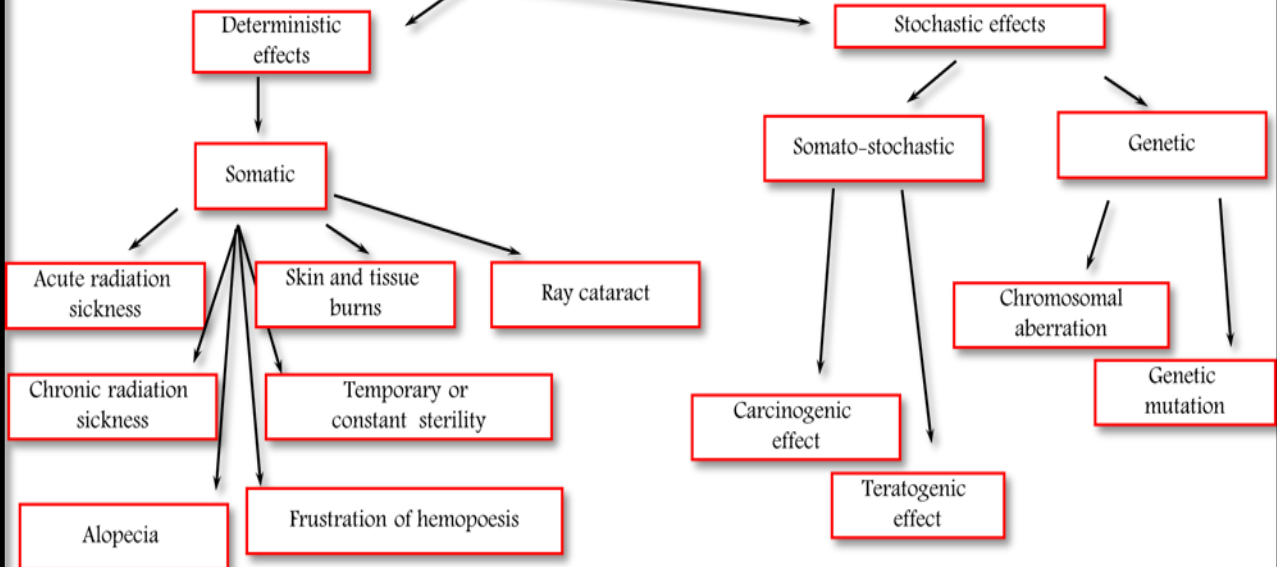 Deterministic
effects
Stochastic effects
Somatic
Somato-stochastic
Genetic
Acute radiation
sickness
Skin and tissue
burns
Ray cataract
Chromosomal
aberration
Chronic radiation
sickness
Temporary or
constant sterility
Genetic
mutation
Carcinogenic
effect
Teratogenic
effect
Alopecia
Frustration of hemopoesis